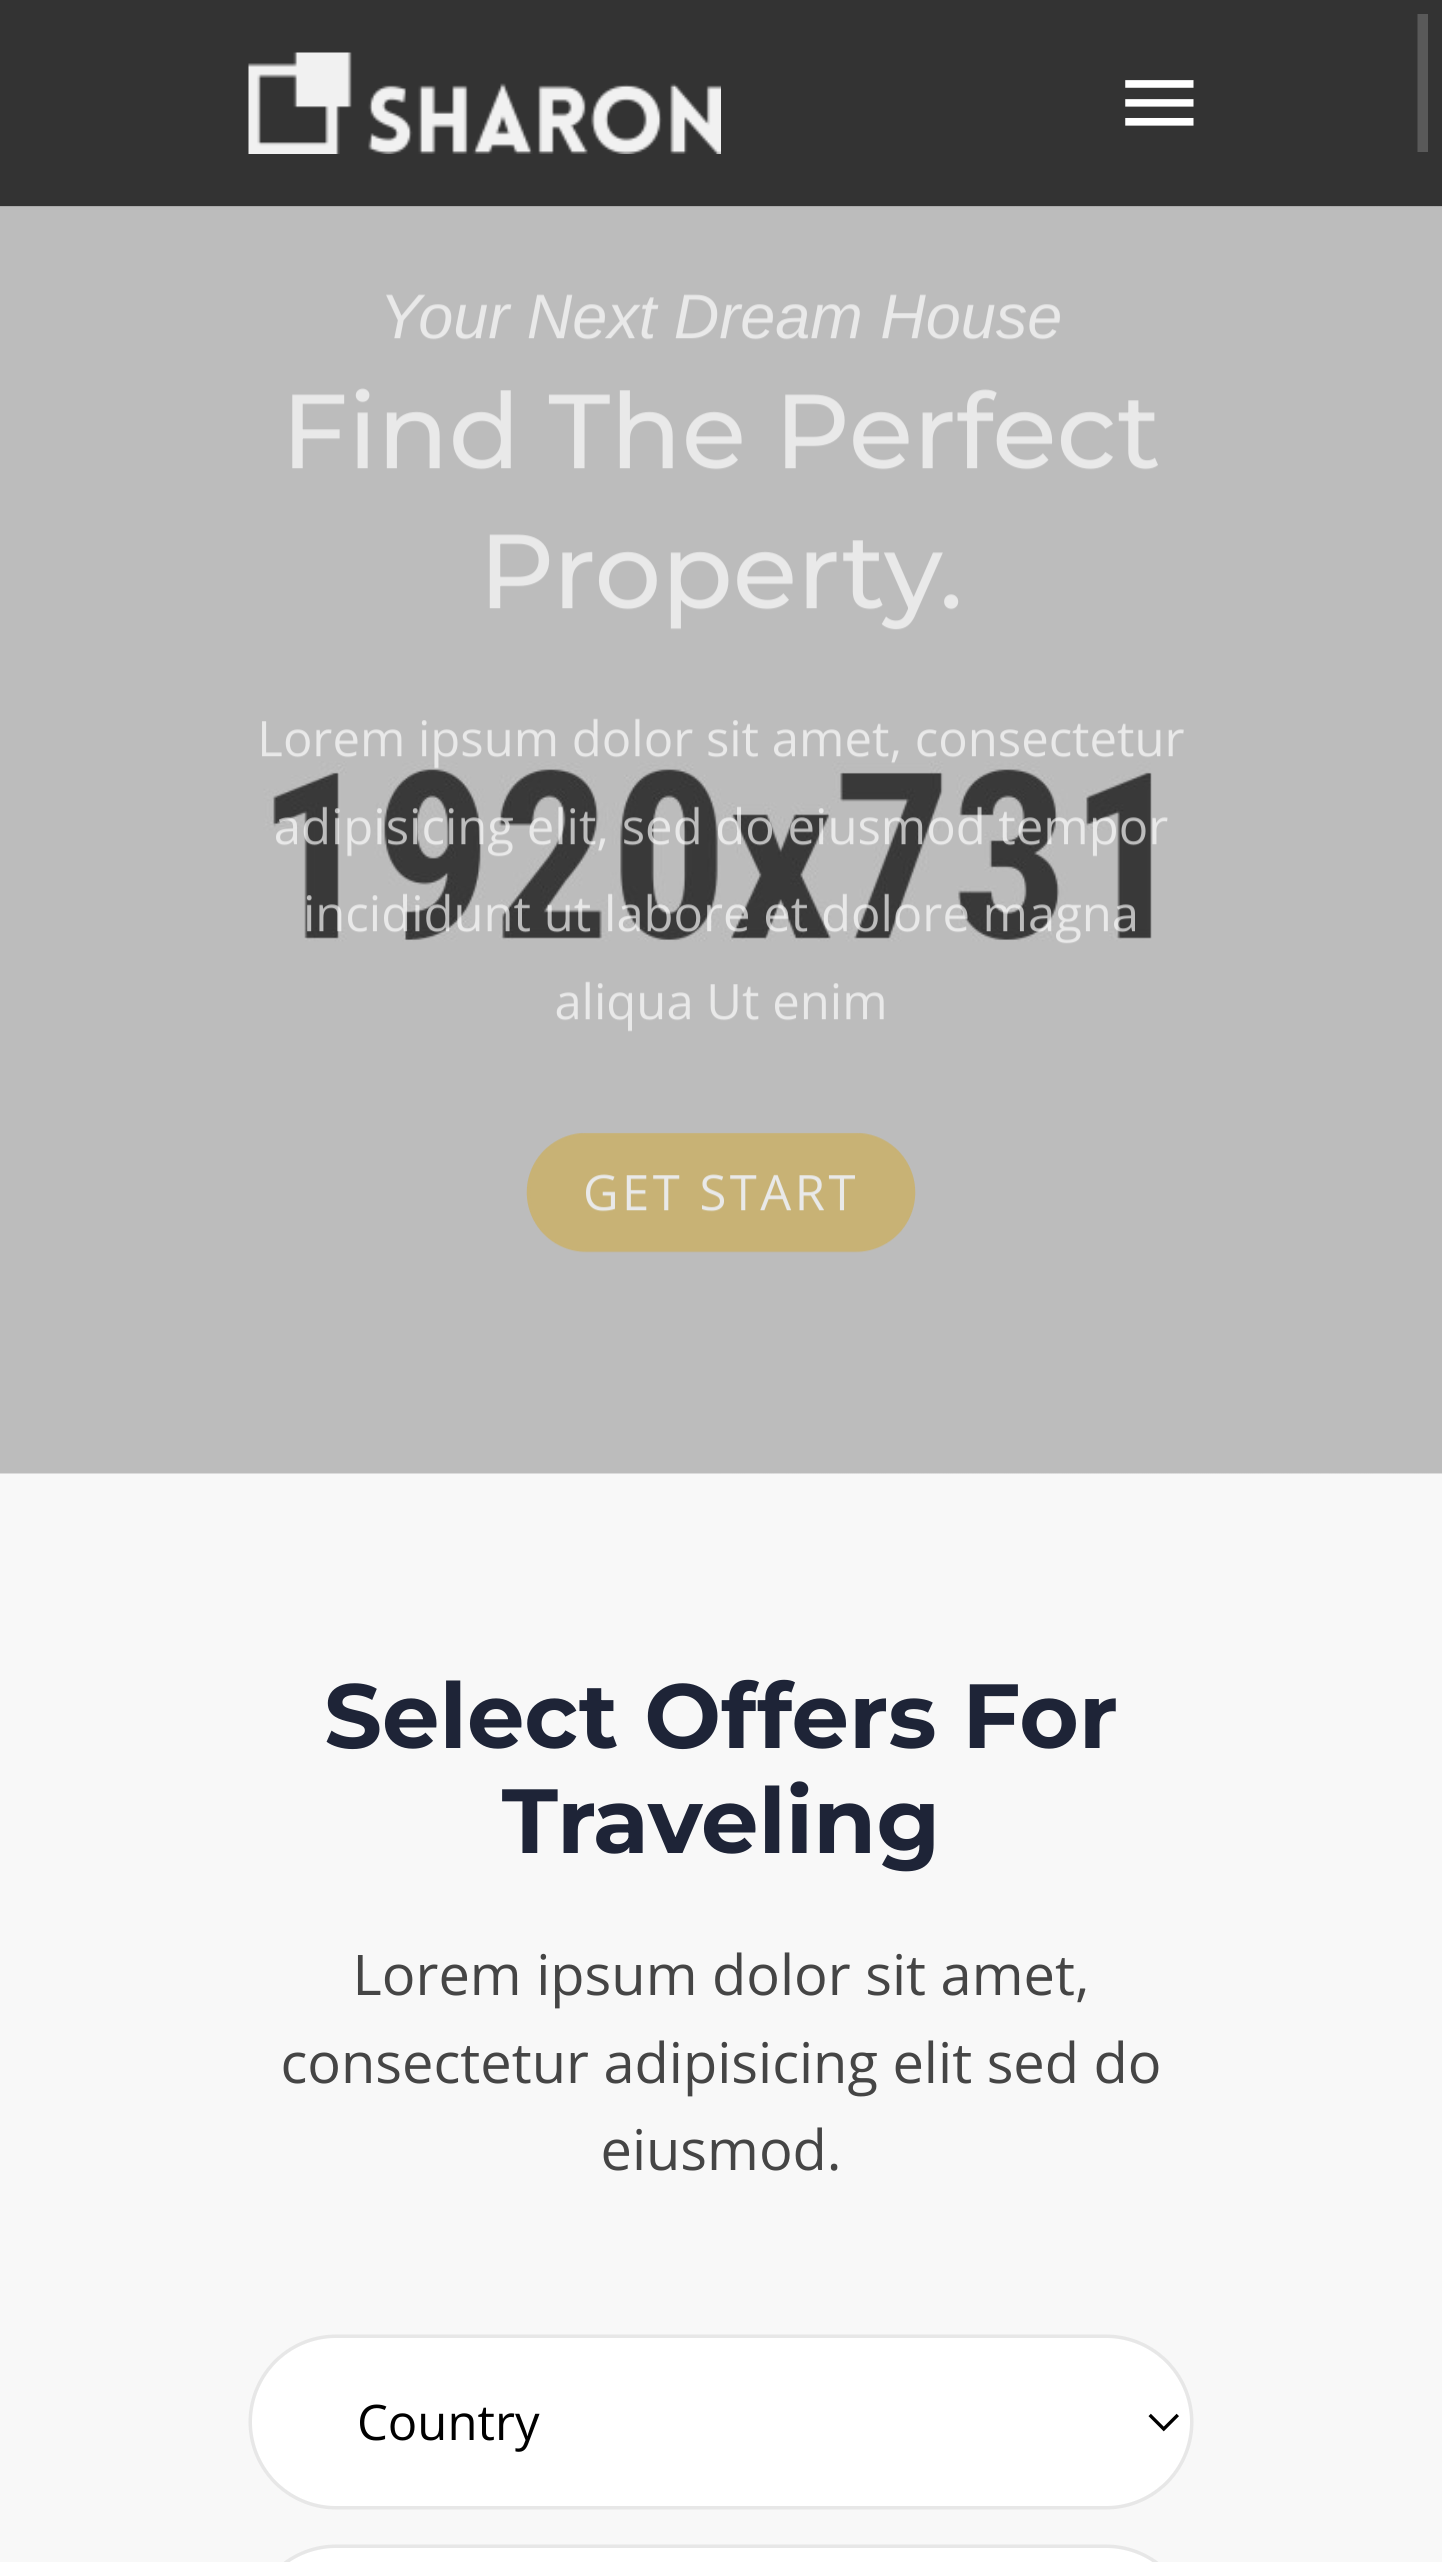 SHARON
Your Next Dream House
Find The Perfect
Property.
Lorem ipsum dolor sit amet, consectetur
adipisicing elit, sed do eiusmod tempor
1920x731
incididunt ut labore et dolore magna
aliqua Ut enim
GET START
Select Offers For
Traveling
Lorem ipsum dolor sit amet,
consectetur adipisicing elit sed do
eiusmod.
Country